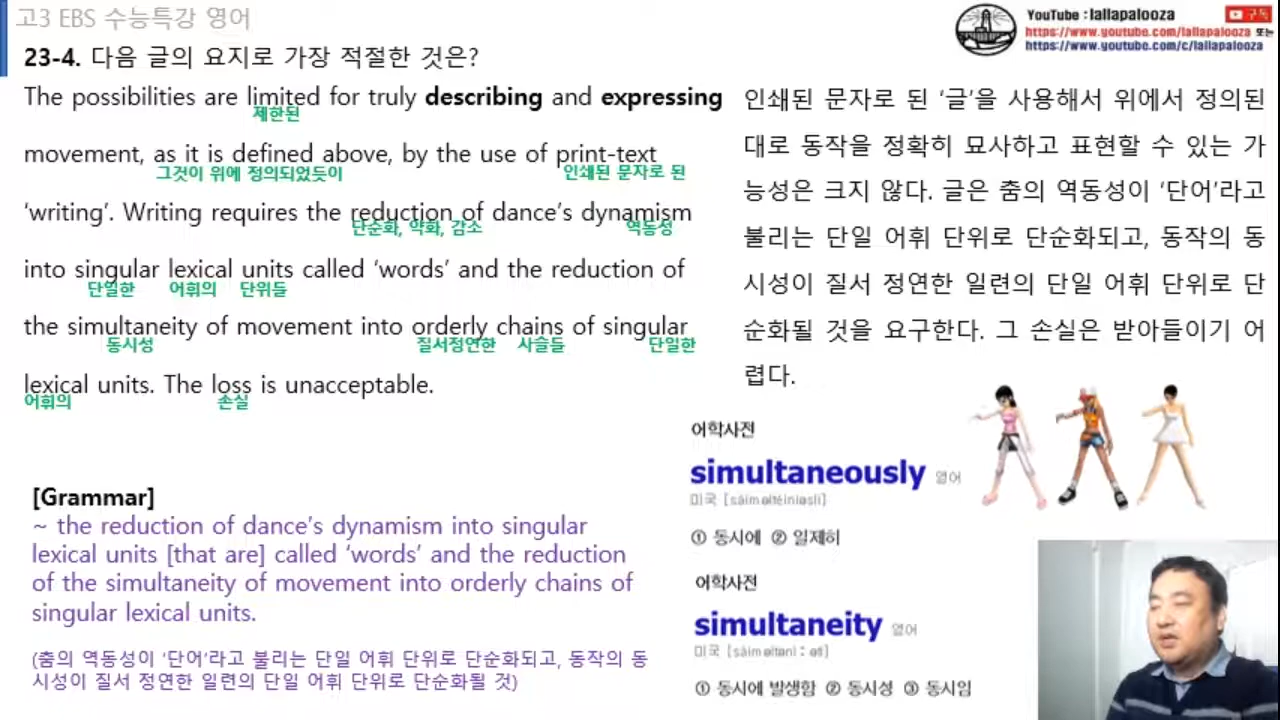 고3 EBS 수능특강 영어
YouTube : lallapalooza
구독
https://www.youtube.com/lallapalooza 또는
https://www.youtube.com/c/lallapalooza
23-4. 다음 글의 요지로 가장 적절한 것은?
The possibilities are limited for truly describing and expressing
제한된
movement, as it is defined above, by the use of print-text
그것이 위에 정의되었듯이 인쇄된 문자로 된
‘writing’. Writing requires the reduction of dance’s dynamism
단순화, 약화, 감소 역동성
into singular lexical units called ‘words’ and the reduction of
단일한 어휘의 단위들
the simultaneity of movement into orderly chains of singular
동시성 질서정연한 사슬들 단일한
lexical units. The loss is unacceptable.
어휘의 손실
인쇄된 문자로 된 ‘글’을 사용해서 위에서 정의된
대로 동작을 정확히 묘사하고 표현할 수 있는 가
능성은 크지 않다. 글은 춤의 역동성이 ‘단어’라고
불리는 단일 어휘 단위로 단순화되고, 동작의 동
시성이 질서 정연한 일련의 단일 어휘 단위로 단
순화될 것을 요구한다. 그 손실은 받아들이기 어
렵다.
[Grammar]
~ the reduction of dance’s dynamism into singular
lexical units [that are] called ‘words’ and the reduction
of the simultaneity of movement into orderly chains of
singular lexical units.
(춤의 역동성이 ‘단어’라고 불리는 단일 어휘 단위로 단순화되고, 동작의 동
시성이 질서 정연한 일련의 단일 어휘 단위로 단순화될 것)
어학사전
simultaneously 영어
미국
① 동시에 ② 일제히
어학사전
simultaneity 영어
미국
① 동시에 발생함 ② 동시성 ③ 동시임